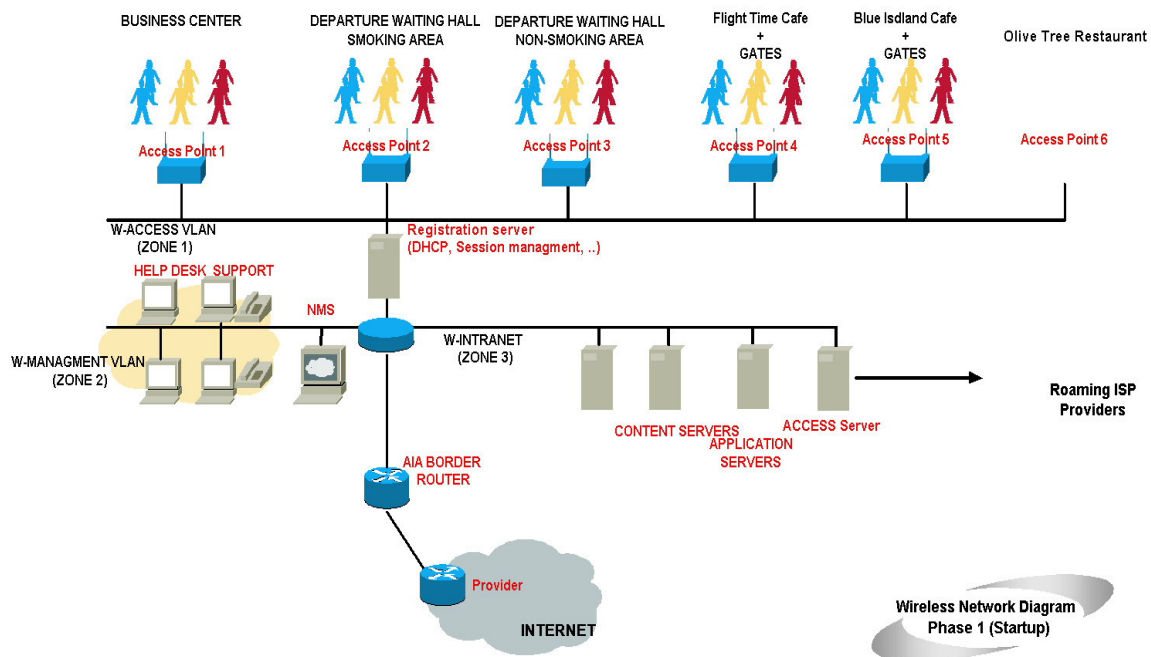 BUSINESS CENTER
DEPARTURE WAITING HALL
SMOKING AREA
DEPARTURE WAITING HALL
NON-SMOKING AREA
Flight Time Cafe
+
GATES
Blue Isdland Cafe
+
GATES
Olive Tree Restaurant
Access Point 1
Access Point 2
Access Point 3
Access Point 4
Access Point 5
Access Point 6
W-ACCESS VLAN
(ZONE 1)
Registration server
(DHCP, Session managment, ..)
HELP DESK SUPPORT
NMS
W-MANAGMENT VLAN
(ZONE 2)
W-INTRANET
(ZONE 3)
CONTENT SERVERS
APPLICATION
SERVERS
ACCESS Server
Roaming ISP
Providers
AIA BORDER
ROUTER
Provider
INTERNET
Wireless Network Diagram
Phase 1 (Startup)